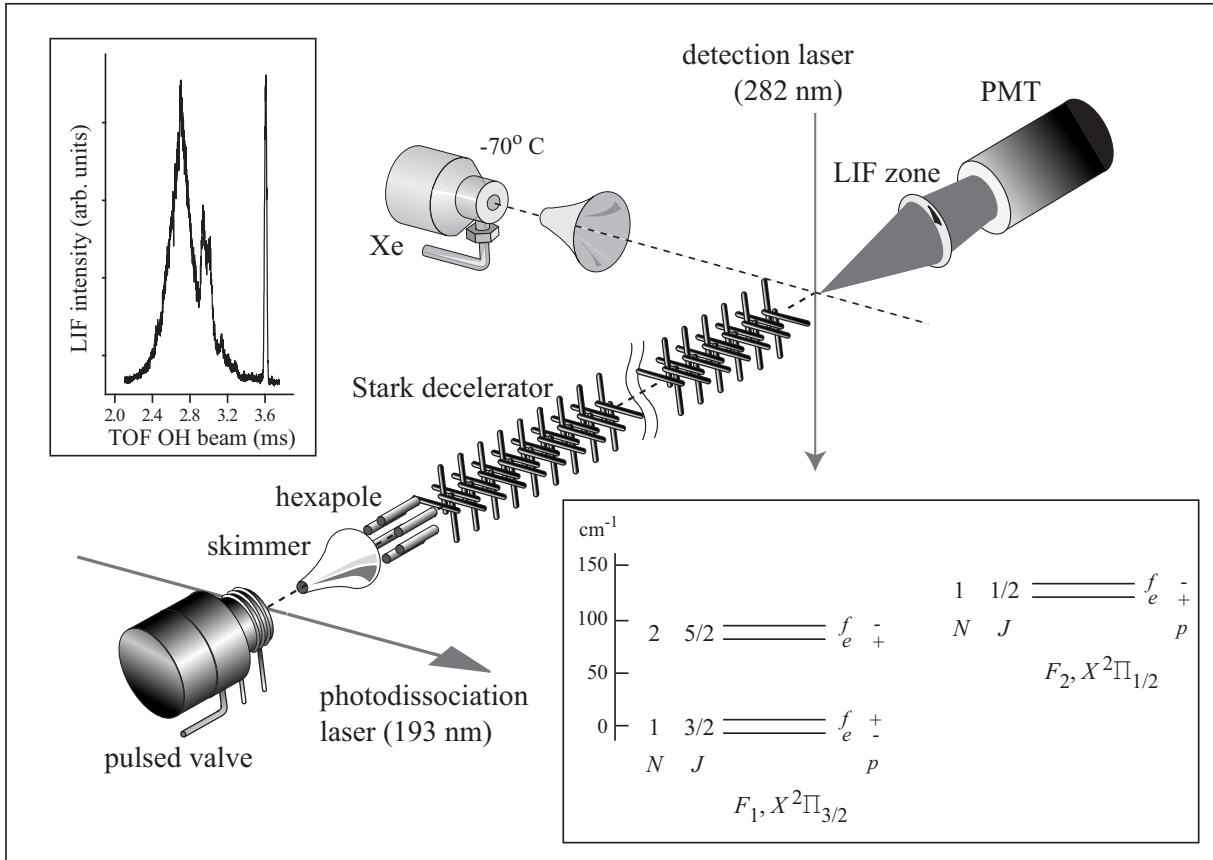 LIF intensity (arb. units)
2.0 2.4 2.8 3.2 3.6
TOF OH beam (ms)
detection laser
(282 nm)
PMT
LIF zone
-70° C
Xe
Stark decelerator
hexapole
skimmer
photodissociation
laser (193 nm)
pulsed valve
cm⁻¹
150
100
50
0
2 5/2 f -
e +
1 3/2 f +
e -
N J p
F₁, X²Π₃/₂
1 1/2 f -
e +
N J p
F₂, X²Π₁/₂